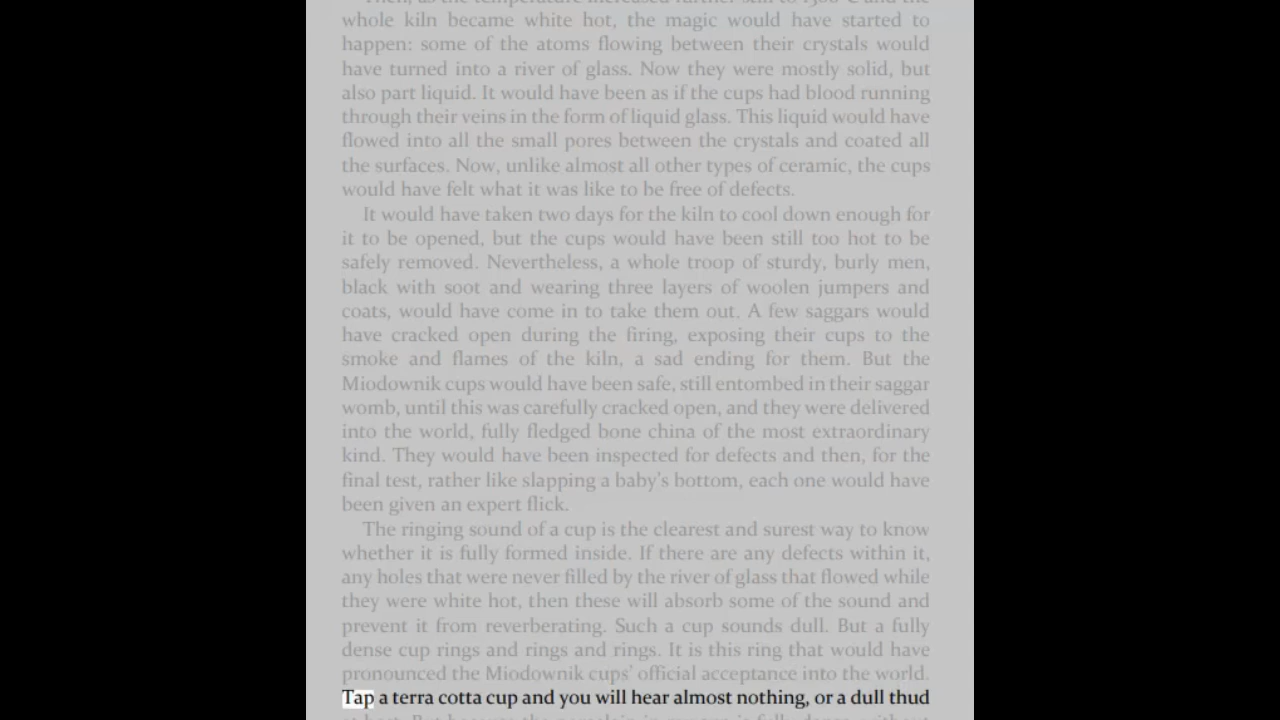 Then, as the temperature increased further still to 1300°C and the
whole kiln became white hot, the magic would have started to
happen: some of the atoms flowing between their crystals would
have turned into a river of glass. Now they were mostly solid, but
also part liquid. It would have been as if the cups had blood running
through their veins in the form of liquid glass. This liquid would have
flowed into all the small pores between the crystals and coated all
the surfaces. Now, unlike almost all other types of ceramic, the cups
would have felt what it was like to be free of defects.
It would have taken two days for the kiln to cool down enough for
it to be opened, but the cups would have been still too hot to be
safely removed. Nevertheless, a whole troop of sturdy, burly men,
black with soot and wearing three layers of woolen jumpers and
coats, would have come in to take them out. A few saggars would
have cracked open during the firing, exposing their cups to the
smoke and flames of the kiln, a sad ending for them. But the
Miodownik cups would have been safe, still entombed in their saggar
womb, until this was carefully cracked open, and they were delivered
into the world, fully fledged bone china of the most extraordinary
kind. They would have been inspected for defects and then, for the
final test, rather like slapping a baby's bottom, each one would have
been given an expert flick.
The ringing sound of a cup is the clearest and surest way to know
whether it is fully formed inside. If there are any defects within it,
any holes that were never filled by the river of glass that flowed while
they were white hot, then these will absorb some of the sound and
prevent it from reverberating. Such a cup sounds dull. But a fully
dense cup rings and rings and rings. It is this ring that would have
pronounced the Miodownik cups' official acceptance into the world.
Tap a terra cotta cup and you will hear almost nothing, or a dull thud